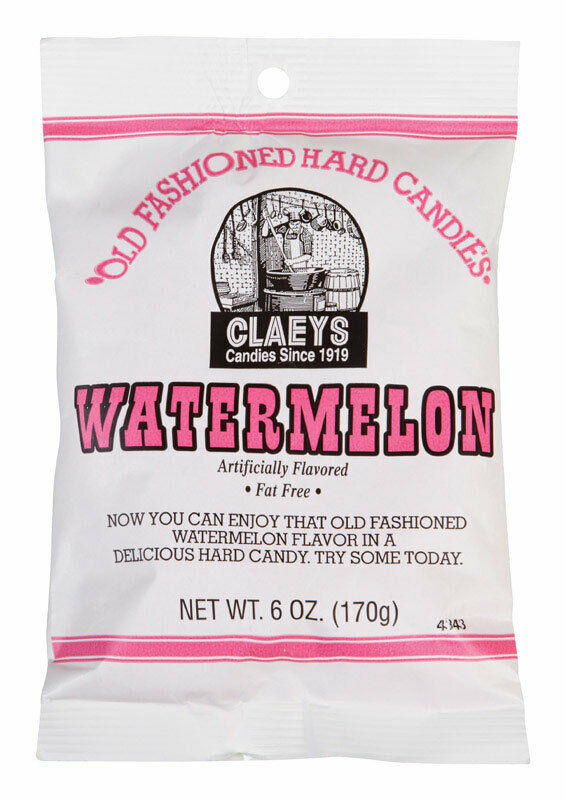 "OLD FASHIONED HARD CANDIES"
CLAEYS
Candies Since 1919
WATERMELON
Artificially Flavored
• Fat Free •
NOW YOU CAN ENJOY THAT OLD FASHIONED
WATERMELON FLAVOR IN A
DELICIOUS HARD CANDY. TRY SOME TODAY.
NET WT. 6 OZ. (170g)
4343